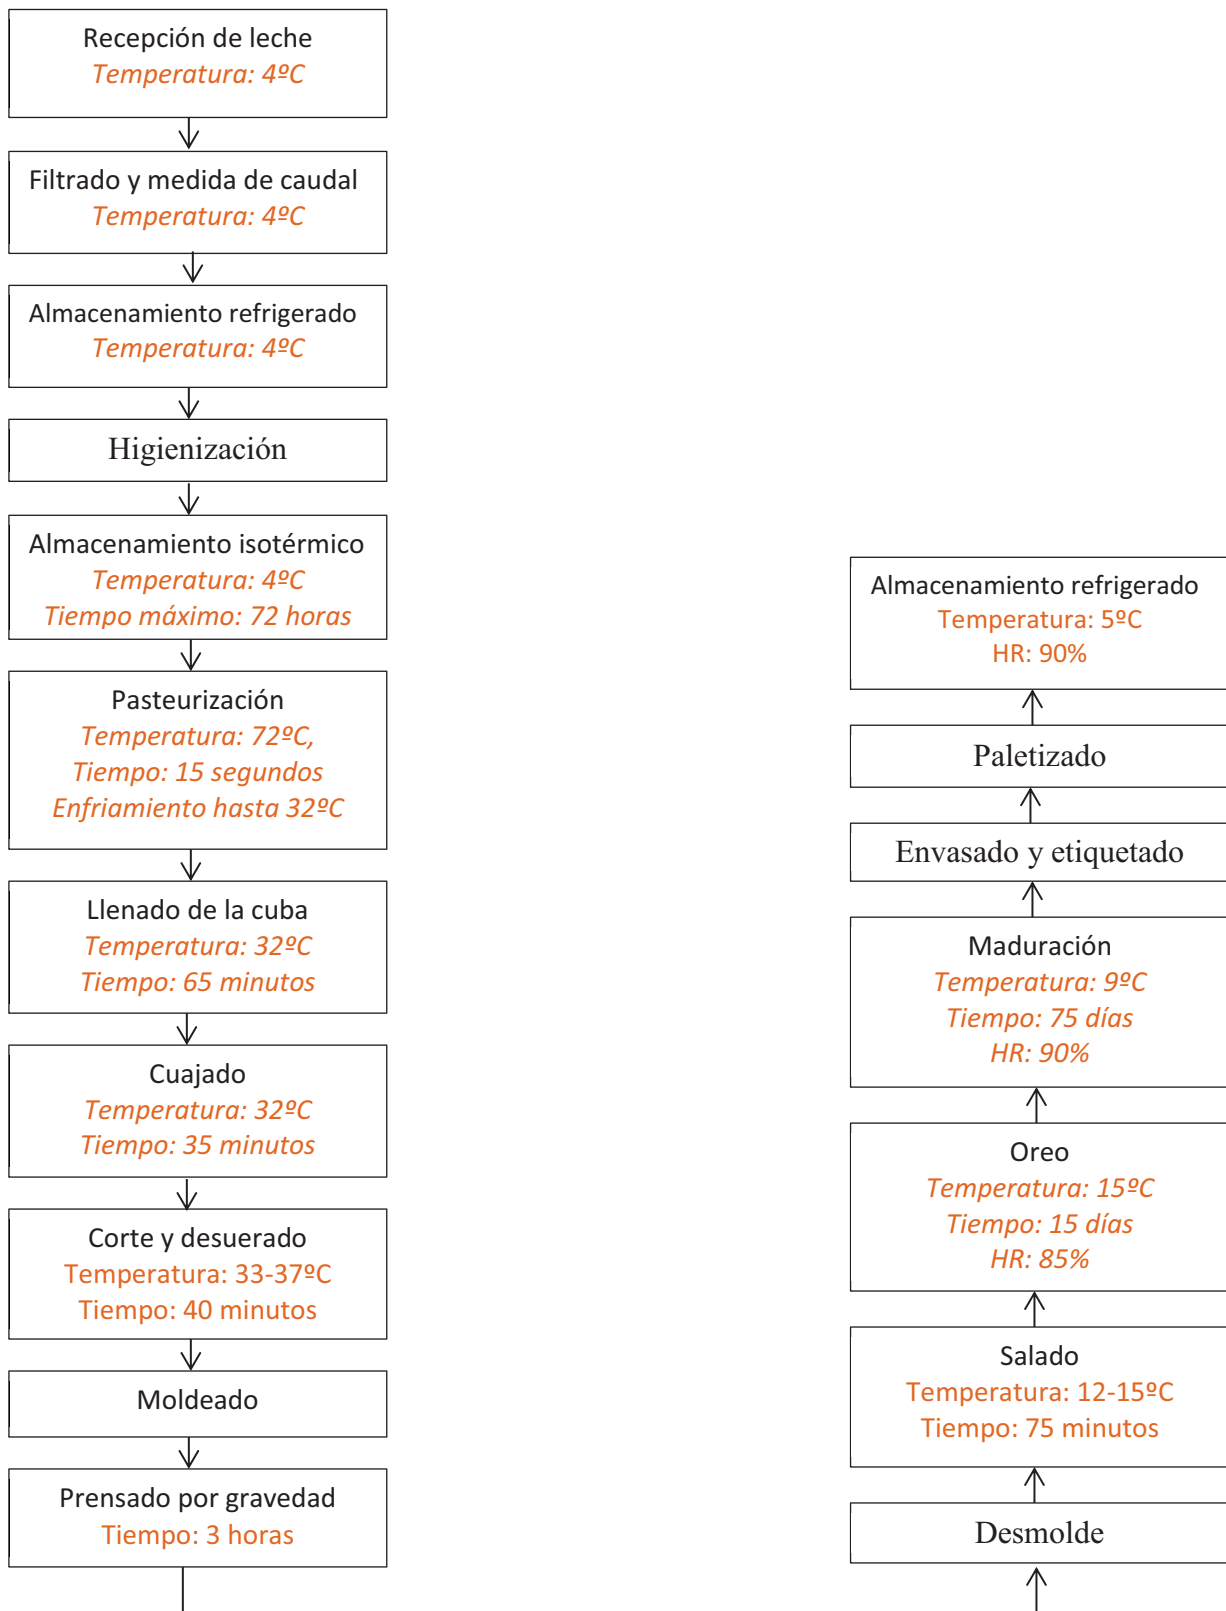 Recepción de leche
Temperatura: 4ºC
Filtrado y medida de caudal
Temperatura: 4ºC
Almacenamiento refrigerado
Temperatura: 4ºC
Higienización
Almacenamiento isotérmico
Temperatura: 4ºC
Tiempo máximo: 72 horas
Pasteurización
Temperatura: 72ºC,
Tiempo: 15 segundos
Enfriamiento hasta 32ºC
Llenado de la cuba
Temperatura: 32ºC
Tiempo: 65 minutos
Cuajado
Temperatura: 32ºC
Tiempo: 35 minutos
Corte y desuerado
Temperatura: 33-37ºC
Tiempo: 40 minutos
Moldeado
Prensado por gravedad
Tiempo: 3 horas
Almacenamiento refrigerado
Temperatura: 5ºC
HR: 90%
Paletizado
Envasado y etiquetado
Maduración
Temperatura: 9ºC
Tiempo: 75 días
HR: 90%
Oreo
Temperatura: 15ºC
Tiempo: 15 días
HR: 85%
Salado
Temperatura: 12-15ºC
Tiempo: 75 minutos
Desmolde